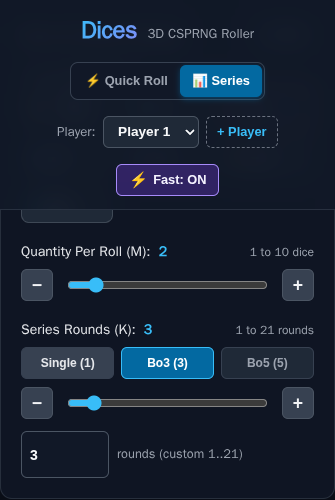 Dices 3D CSPRNG Roller
⚡ Quick Roll 📊 Series
Player: Player 1 + Player
⚡ Fast: ON
Quantity Per Roll (M): 2 1 to 10 dice
− +
Series Rounds (K): 3 1 to 21 rounds
Single (1) Bo3 (3) Bo5 (5)
− +
3 rounds (custom 1..21)